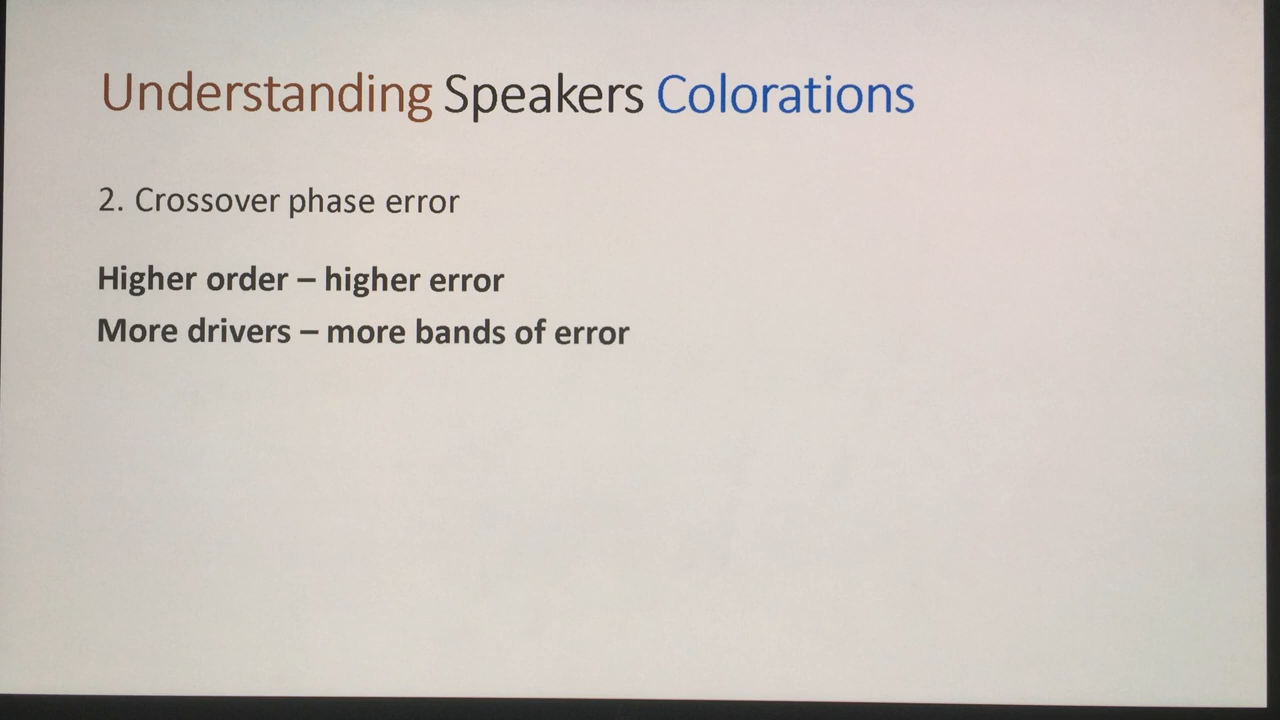 Understanding Speakers Colorations
2. Crossover phase error
Higher order – higher error
More drivers – more bands of error